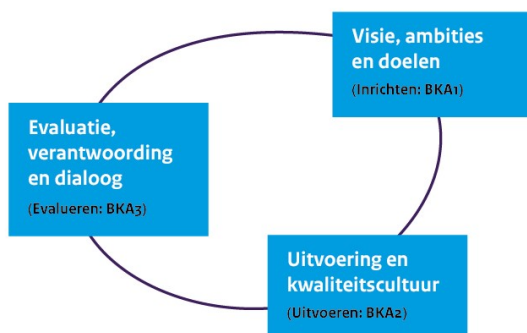 Visie, ambities
en doelen
(Inrichten: BKA1)
Evaluatie,
verantwoording
en dialoog
(Evalueren: BKA3)
Uitvoering en
kwaliteitscultuur
(Uitvoeren: BKA2)